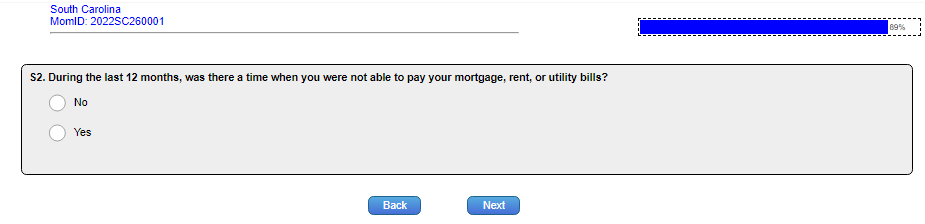 South Carolina
MomID: 2022SC260001
89%
S2. During the last 12 months, was there a time when you were not able to pay your mortgage, rent, or utility bills?
No
Yes
Back
Next